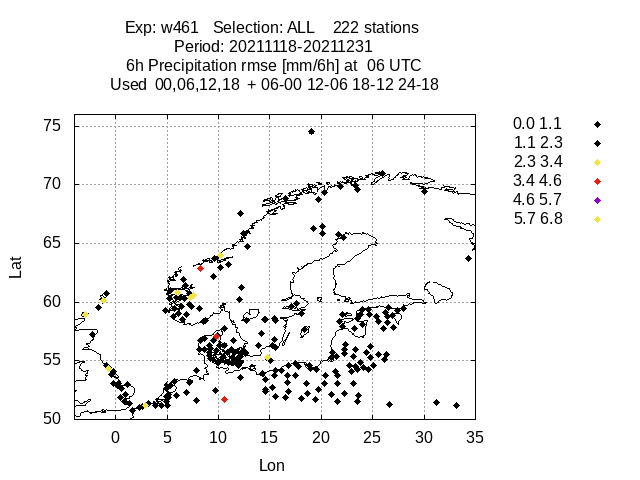 Exp: w461 Selection: ALL 222 stations
Period: 20211118-20211231
6h Precipitation rmse [mm/6h] at 06 UTC
Used 00,06,12,18 + 06-00 12-06 18-12 24-18
75
70
65
60
55
50
Lat
0 5 10 15 20 25 30 35
Lon
0.0 1.1
1.1 2.3
2.3 3.4
3.4 4.6
4.6 5.7
5.7 6.8